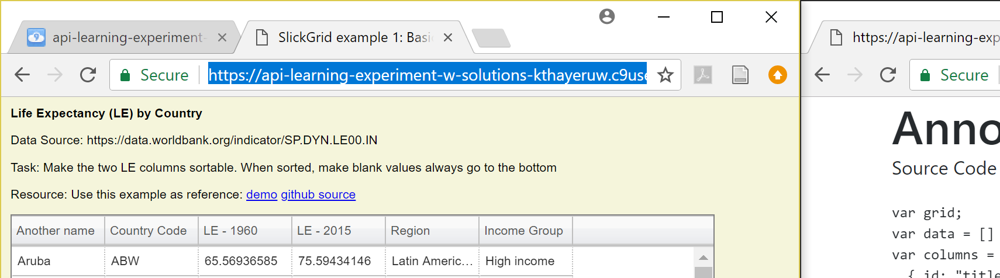 api-learning-experiment-
SlickGrid example 1: Basi
Secure
https://api-learning-experiment-w-solutions-kthayeruw.c9use
Life Expectancy (LE) by Country
Data Source: https://data.worldbank.org/indicator/SP.DYN.LE00.IN
Task: Make the two LE columns sortable. When sorted, make blank values always go to the bottom
Resource: Use this example as reference: demo github source
Another name Country Code LE - 1960 LE - 2015 Region Income Group
Aruba ABW 65.56936585 75.59434146 Latin Americ... High income
https://api-learning-exp
Secure
Anno
Source Code
var grid;
var data = []
var columns =
{ id: "title